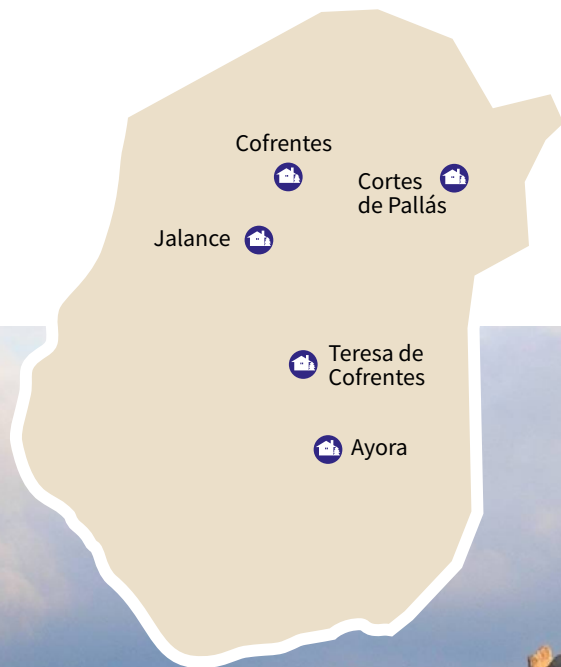 Cofrentes
Cortes
de Pallás
Jalance
Teresa de
Cofrentes
Ayora